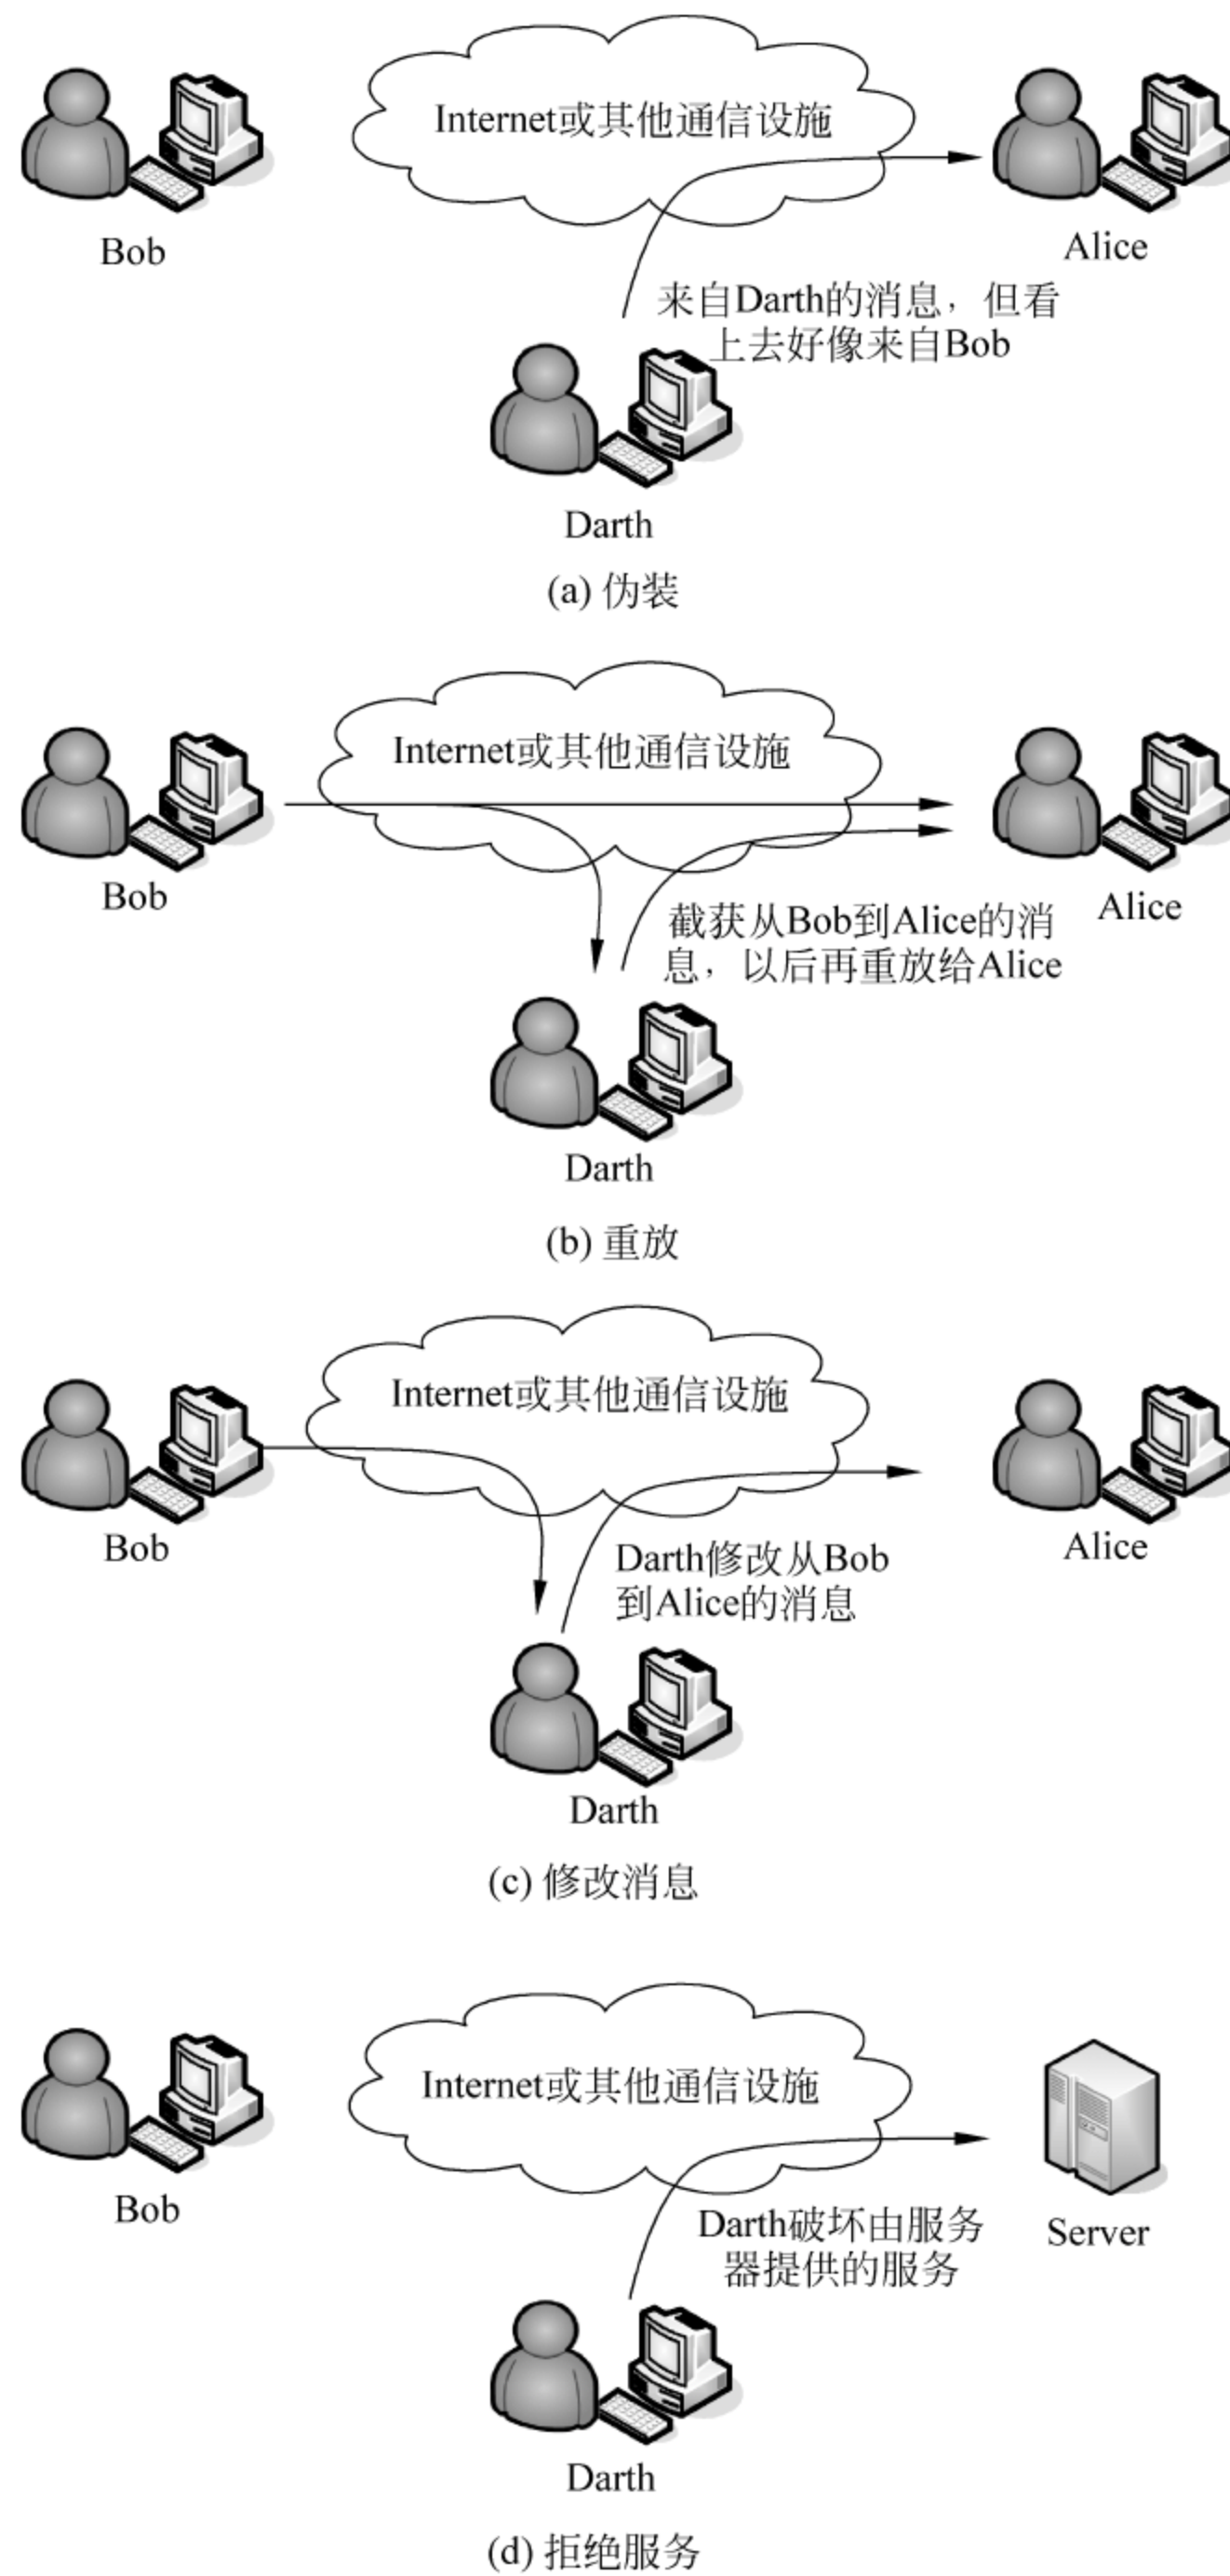 Internet或其他通信设施
Bob
Alice
来自Darth的消息，但看
上去好像来自Bob
Darth
(a) 伪装
Internet或其他通信设施
Bob
Alice
截获从Bob到Alice的消
息，以后再重放给Alice
Darth
(b) 重放
Internet或其他通信设施
Bob
Alice
Darth修改从Bob
到Alice的消息
Darth
(c) 修改消息
Internet或其他通信设施
Bob
Server
Darth破坏由服务
器提供的服务
Darth
(d) 拒绝服务